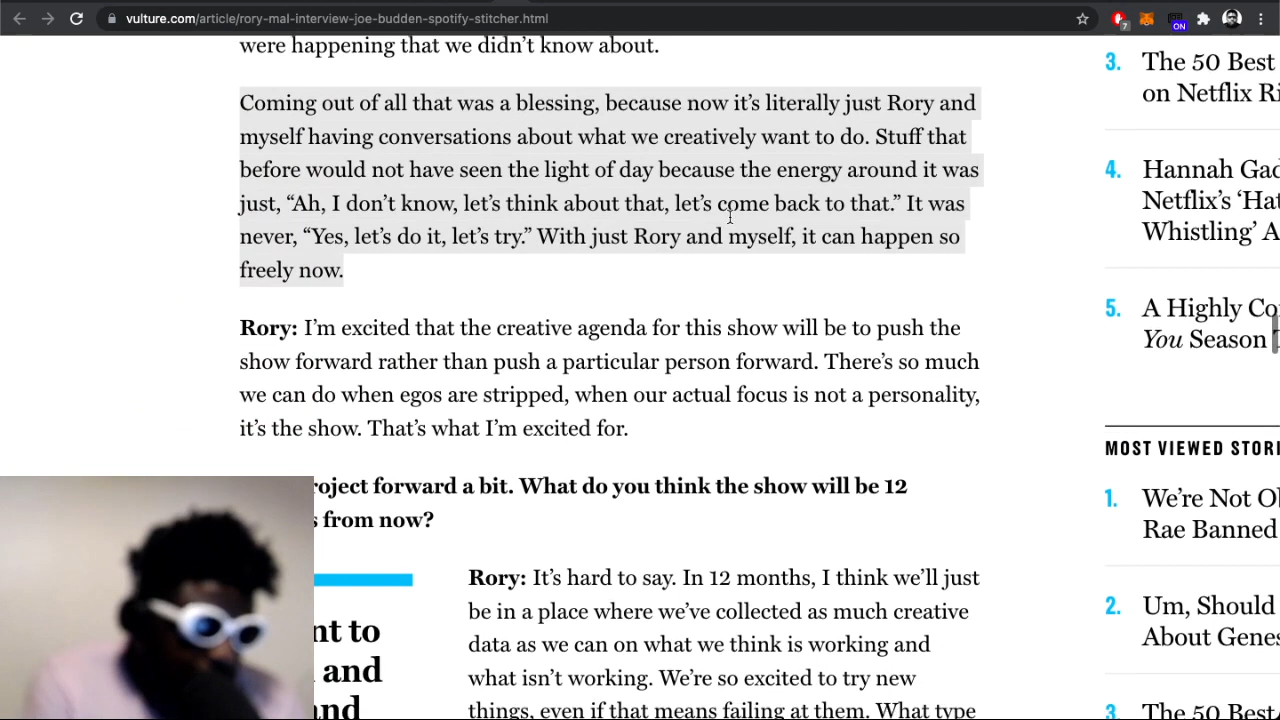 vulture.com/article/rory-mal-interview-joe-budden-spotify-stitcher.html
7
ON
were happening that we didn’t know about.
Coming out of all that was a blessing, because now it’s literally just Rory and
myself having conversations about what we creatively want to do. Stuff that
before would not have seen the light of day because the energy around it was
just, “Ah, I don’t know, let’s think about that, let’s come back to that.” It was
never, “Yes, let’s do it, let’s try.” With just Rory and myself, it can happen so
freely now.
Rory: I’m excited that the creative agenda for this show will be to push the
show forward rather than push a particular person forward. There’s so much
we can do when egos are stripped, when our actual focus is not a personality,
it’s the show. That’s what I’m excited for.
roject forward a bit. What do you think the show will be 12
s from now?
Rory: It’s hard to say. In 12 months, I think we’ll just
be in a place where we’ve collected as much creative
data as we can on what we think is working and
what isn’t working. We’re so excited to try new
things, even if that means failing at them. What type
nt to
and
nd
3. The 50 Best
on Netflix Ri
4. Hannah Gad
Netflix’s ‘Hat
Whistling’ A
5. A Highly Co
You Season
MOST VIEWED STORI
1. We’re Not Ol
Rae Banned
2. Um, Should
About Genes
3. The 50 Best